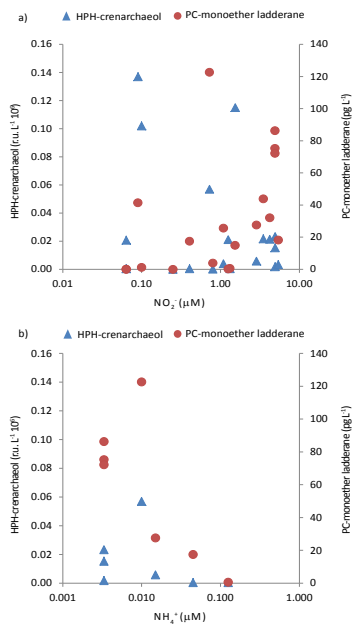 a)
HPH-crenarchaeol PC-monoether ladderane
0.16
0.14
0.12
0.10
0.08
0.06
0.04
0.02
0.00
HPH-crenarchaeol (r.u. L⁻¹ 10⁹)
140
120
100
80
60
40
20
0
PC-monoether ladderane (pg L⁻¹)
0.01 0.10 1.00 10.00
NO₂⁻ (µM)
b)
HPH-crenarchaeol PC-monoether ladderane
0.16
0.14
0.12
0.10
0.08
0.06
0.04
0.02
0.00
HPH-crenarchaeol (r.u. L⁻¹ 10⁹)
140
120
100
80
60
40
20
0
PC-monoether ladderane (pg L⁻¹)
0.001 0.010 0.100 1.000
NH₄⁺ (µM)